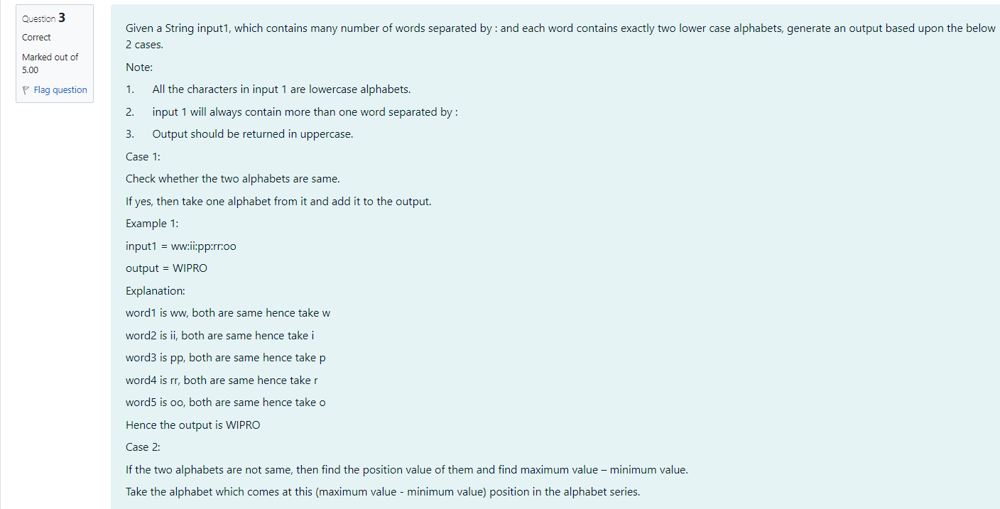 Question 3
Correct
Marked out of
5.00
Flag question
Given a String input1, which contains many number of words separated by : and each word contains exactly two lower case alphabets, generate an output based upon the below
2 cases.
Note:
1. All the characters in input 1 are lowercase alphabets.
2. input 1 will always contain more than one word separated by :
3. Output should be returned in uppercase.
Case 1:
Check whether the two alphabets are same.
If yes, then take one alphabet from it and add it to the output.
Example 1:
input1 = ww:ii:pp:rr:oo
output = WIPRO
Explanation:
word1 is ww, both are same hence take w
word2 is ii, both are same hence take i
word3 is pp, both are same hence take p
word4 is rr, both are same hence take r
word5 is oo, both are same hence take o
Hence the output is WIPRO
Case 2:
If the two alphabets are not same, then find the position value of them and find maximum value – minimum value.
Take the alphabet which comes at this (maximum value - minimum value) position in the alphabet series.